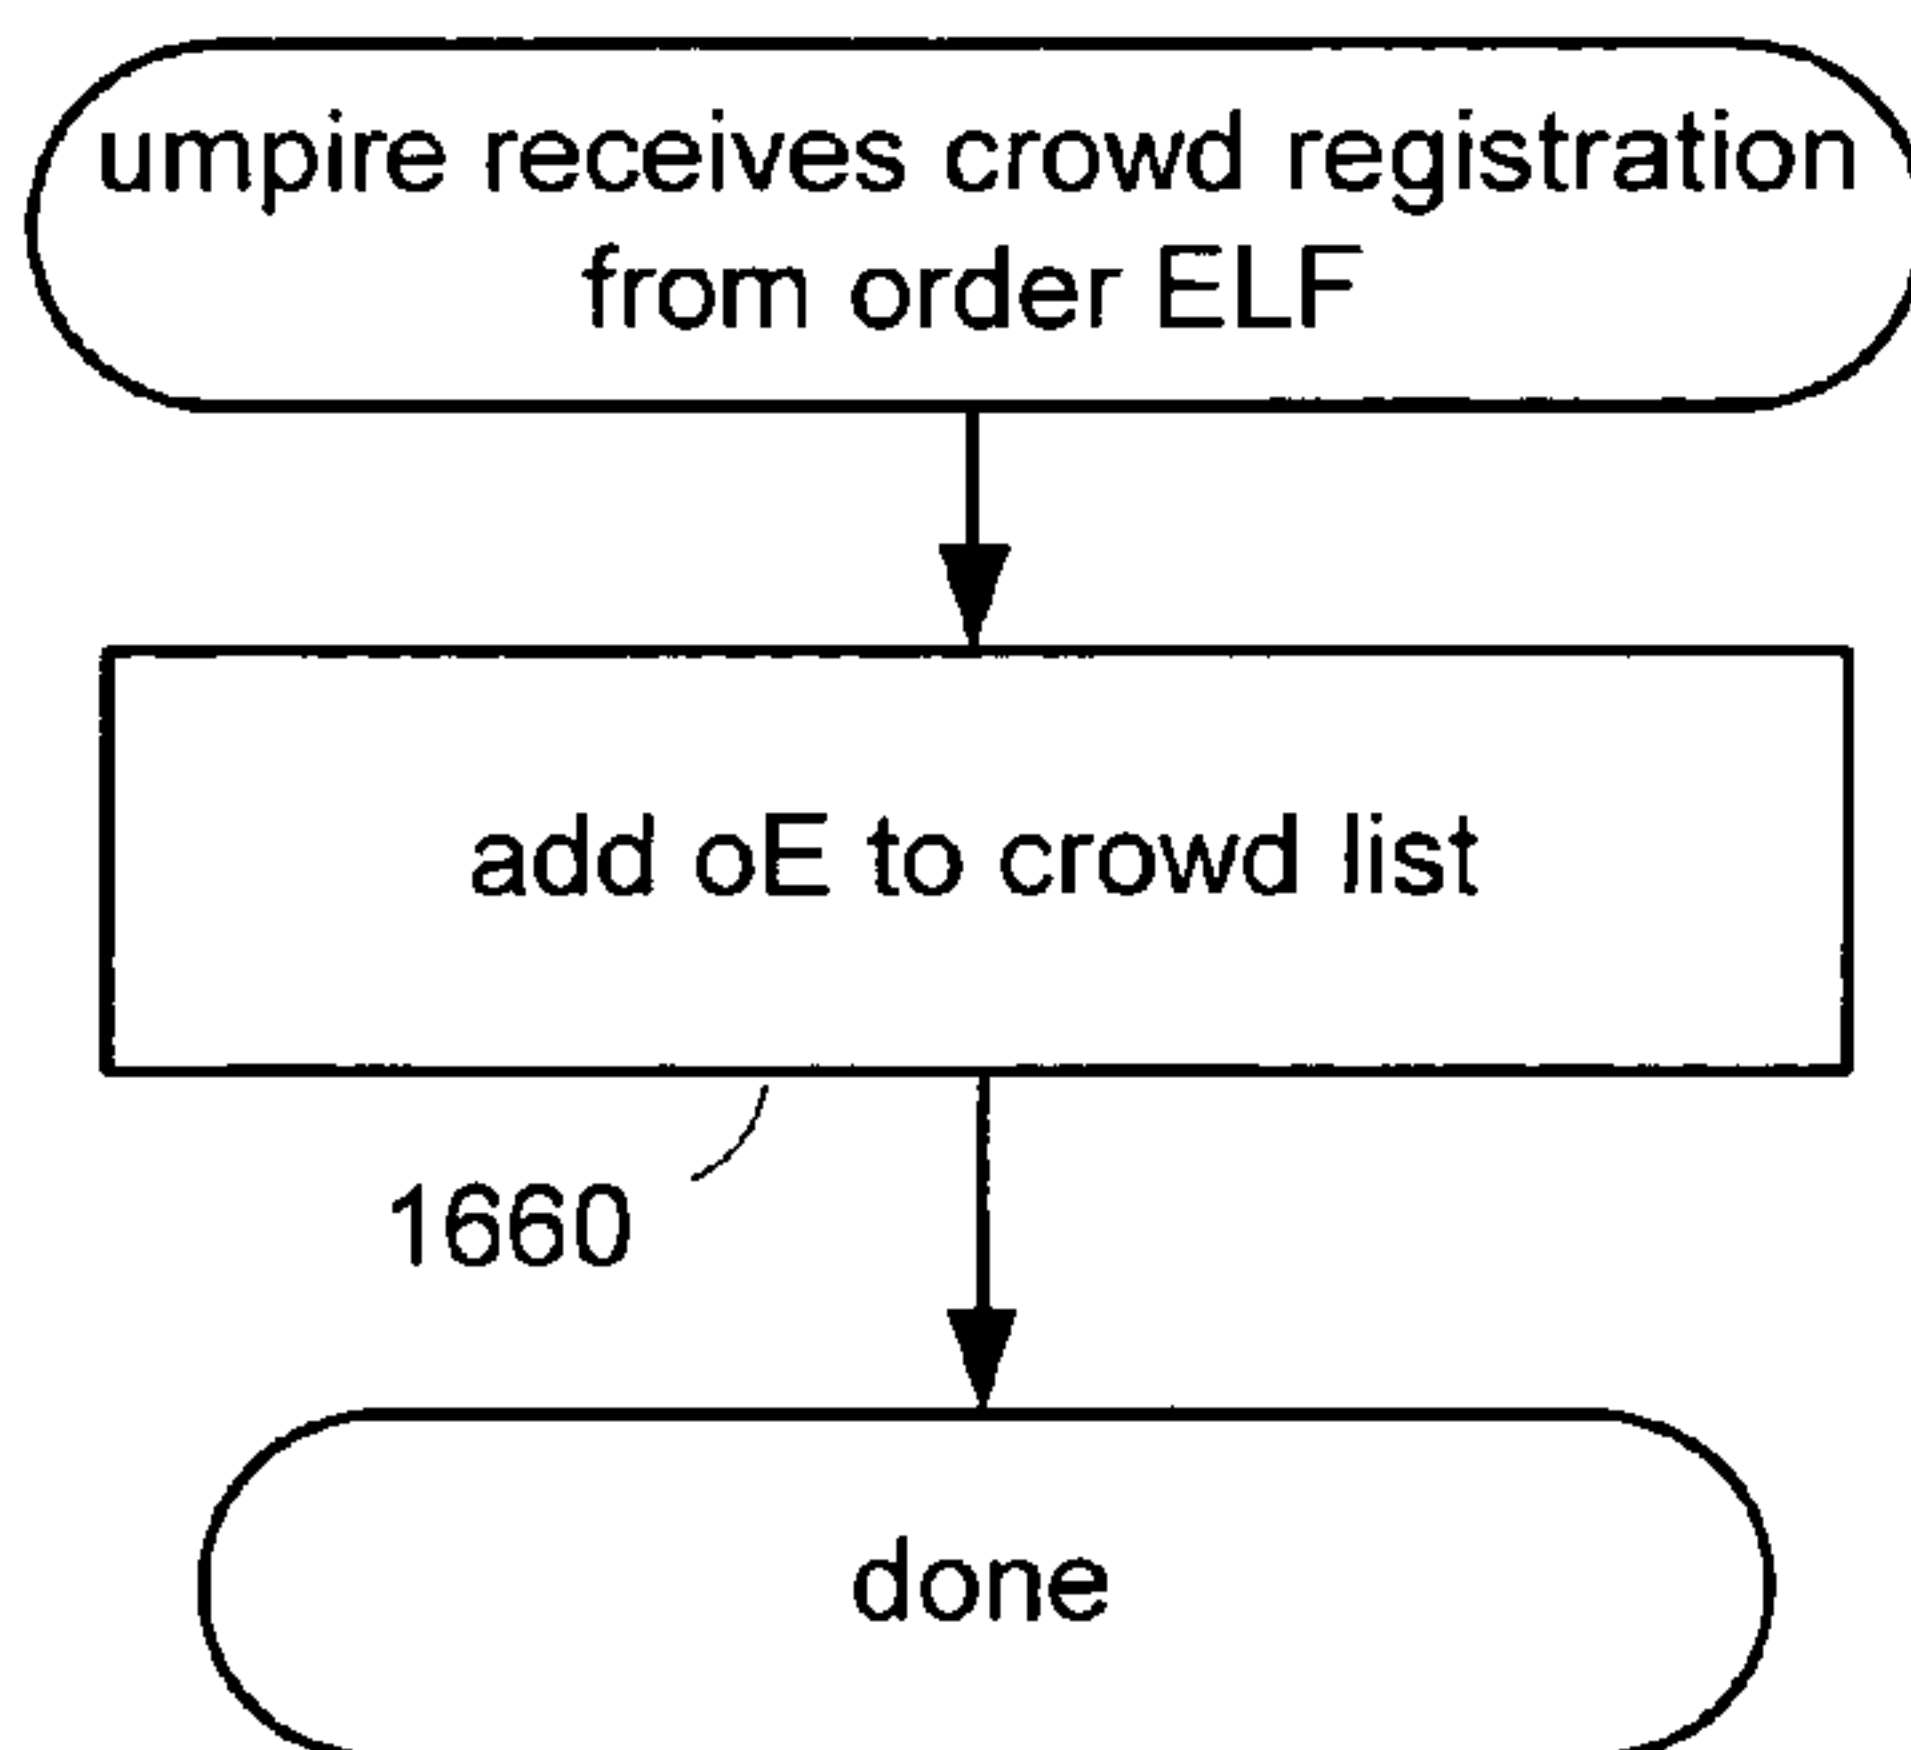 umpire receives crowd registration
from order ELF
add oE to crowd list
1660
done